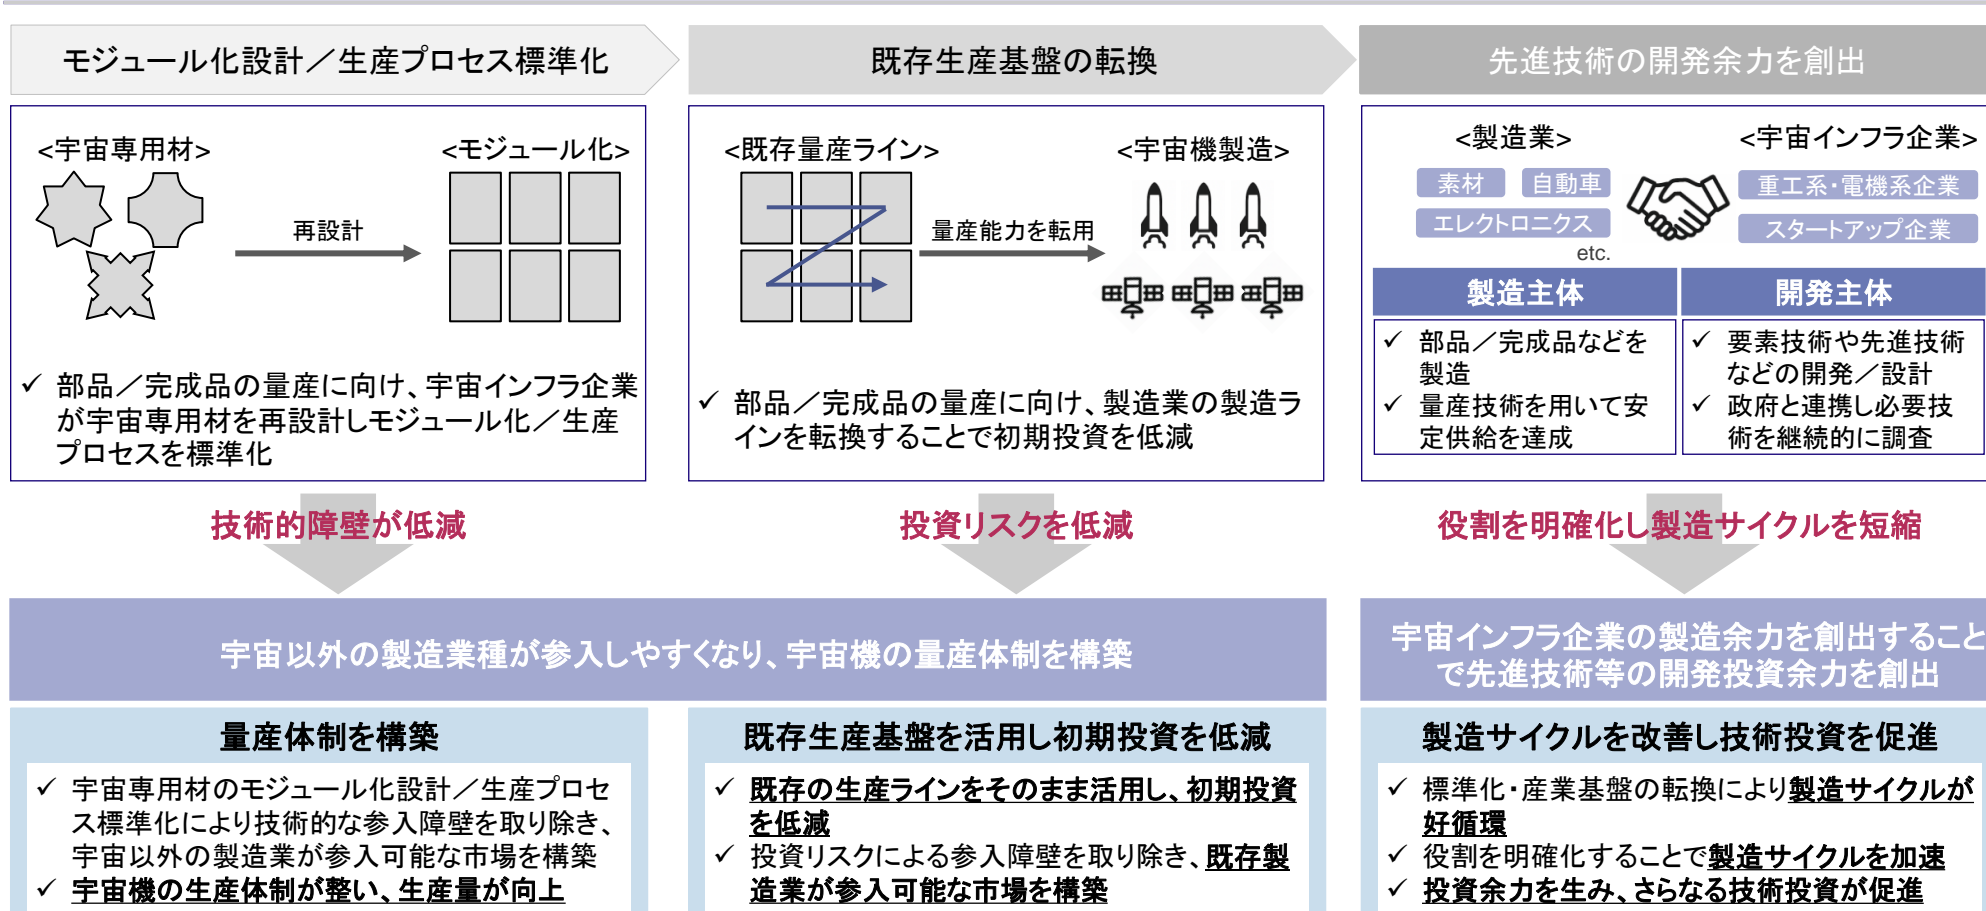 モジュール化設計／生産プロセス標準化
既存生産基盤の転換
先進技術の開発余力を創出
<宇宙専用材>
<モジュール化>
再設計
✓ 部品／完成品の量産に向け、宇宙インフラ企業
が宇宙専用材を再設計しモジュール化／生産
プロセスを標準化
<既存量産ライン>
<宇宙機製造>
量産能力を転用
✓ 部品／完成品の量産に向け、製造業の製造ラ
インを転換することで初期投資を低減
<製造業>
<宇宙インフラ企業>
素材
自動車
エレクトロニクス
etc.
重工系・電機系企業
スタートアップ企業
製造主体
開発主体
✓ 部品／完成品などを
製造
✓ 量産技術を用いて安
定供給を達成
✓ 要素技術や先進技術
などの開発／設計
✓ 政府と連携し必要技
術を継続的に調査
技術的障壁が低減
投資リスクを低減
役割を明確化し製造サイクルを短縮
宇宙以外の製造業種が参入しやすくなり、宇宙機の量産体制を構築
宇宙インフラ企業の製造余力を創出すること
で先進技術等の開発投資余力を創出
量産体制を構築
✓ 宇宙専用材のモジュール化設計／生産プロセ
ス標準化により技術的な参入障壁を取り除き、
宇宙以外の製造業が参入可能な市場を構築
✓ 宇宙機の生産体制が整い、生産量が向上
既存生産基盤を活用し初期投資を低減
✓ 既存の生産ラインをそのまま活用し、初期投資
を低減
✓ 投資リスクによる参入障壁を取り除き、既存製
造業が参入可能な市場を構築
製造サイクルを改善し技術投資を促進
✓ 標準化・産業基盤の転換により製造サイクルが
好循環
✓ 役割を明確化することで製造サイクルを加速
✓ 投資余力を生み、さらなる技術投資が促進